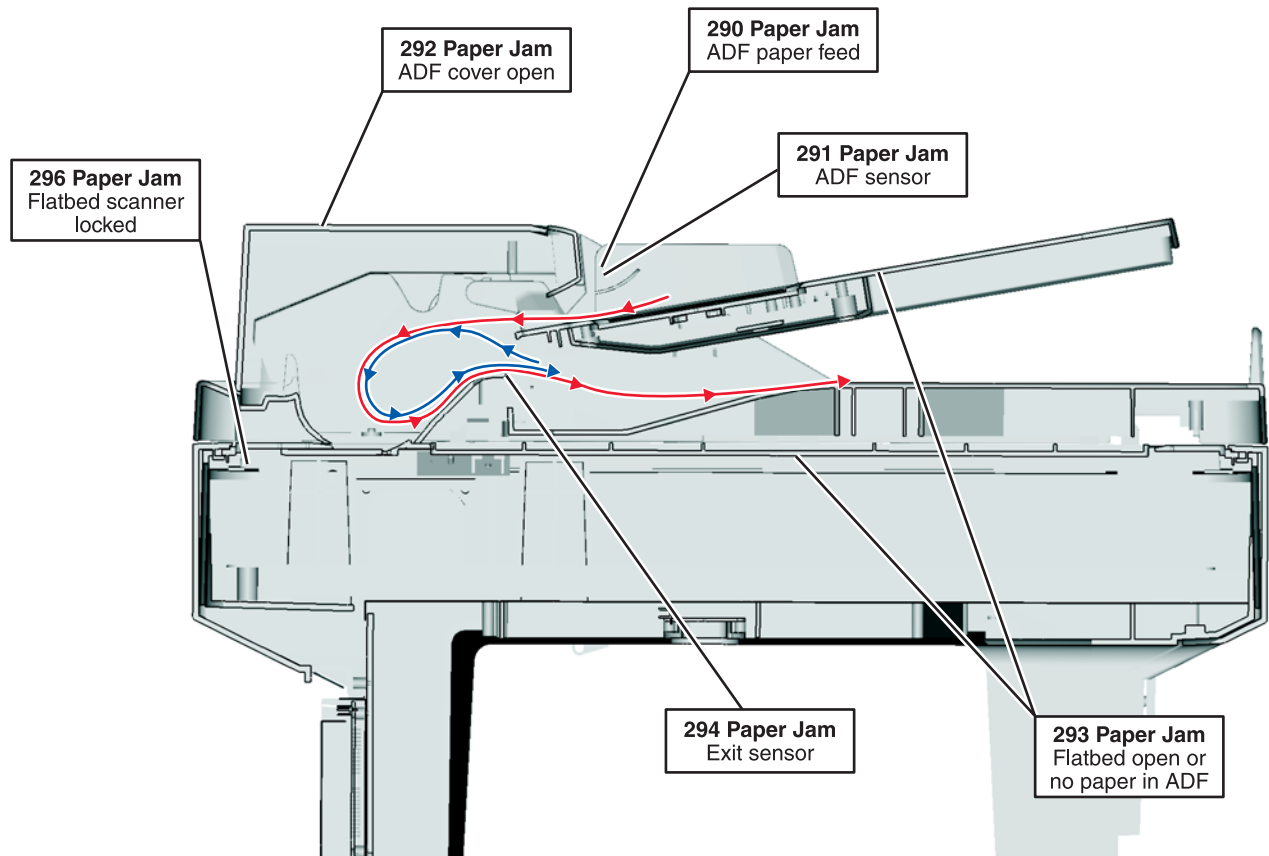 290 Paper Jam
ADF paper feed
292 Paper Jam
ADF cover open
291 Paper Jam
ADF sensor
296 Paper Jam
Flatbed scanner
locked
294 Paper Jam
Exit sensor
293 Paper Jam
Flatbed open or
no paper in ADF